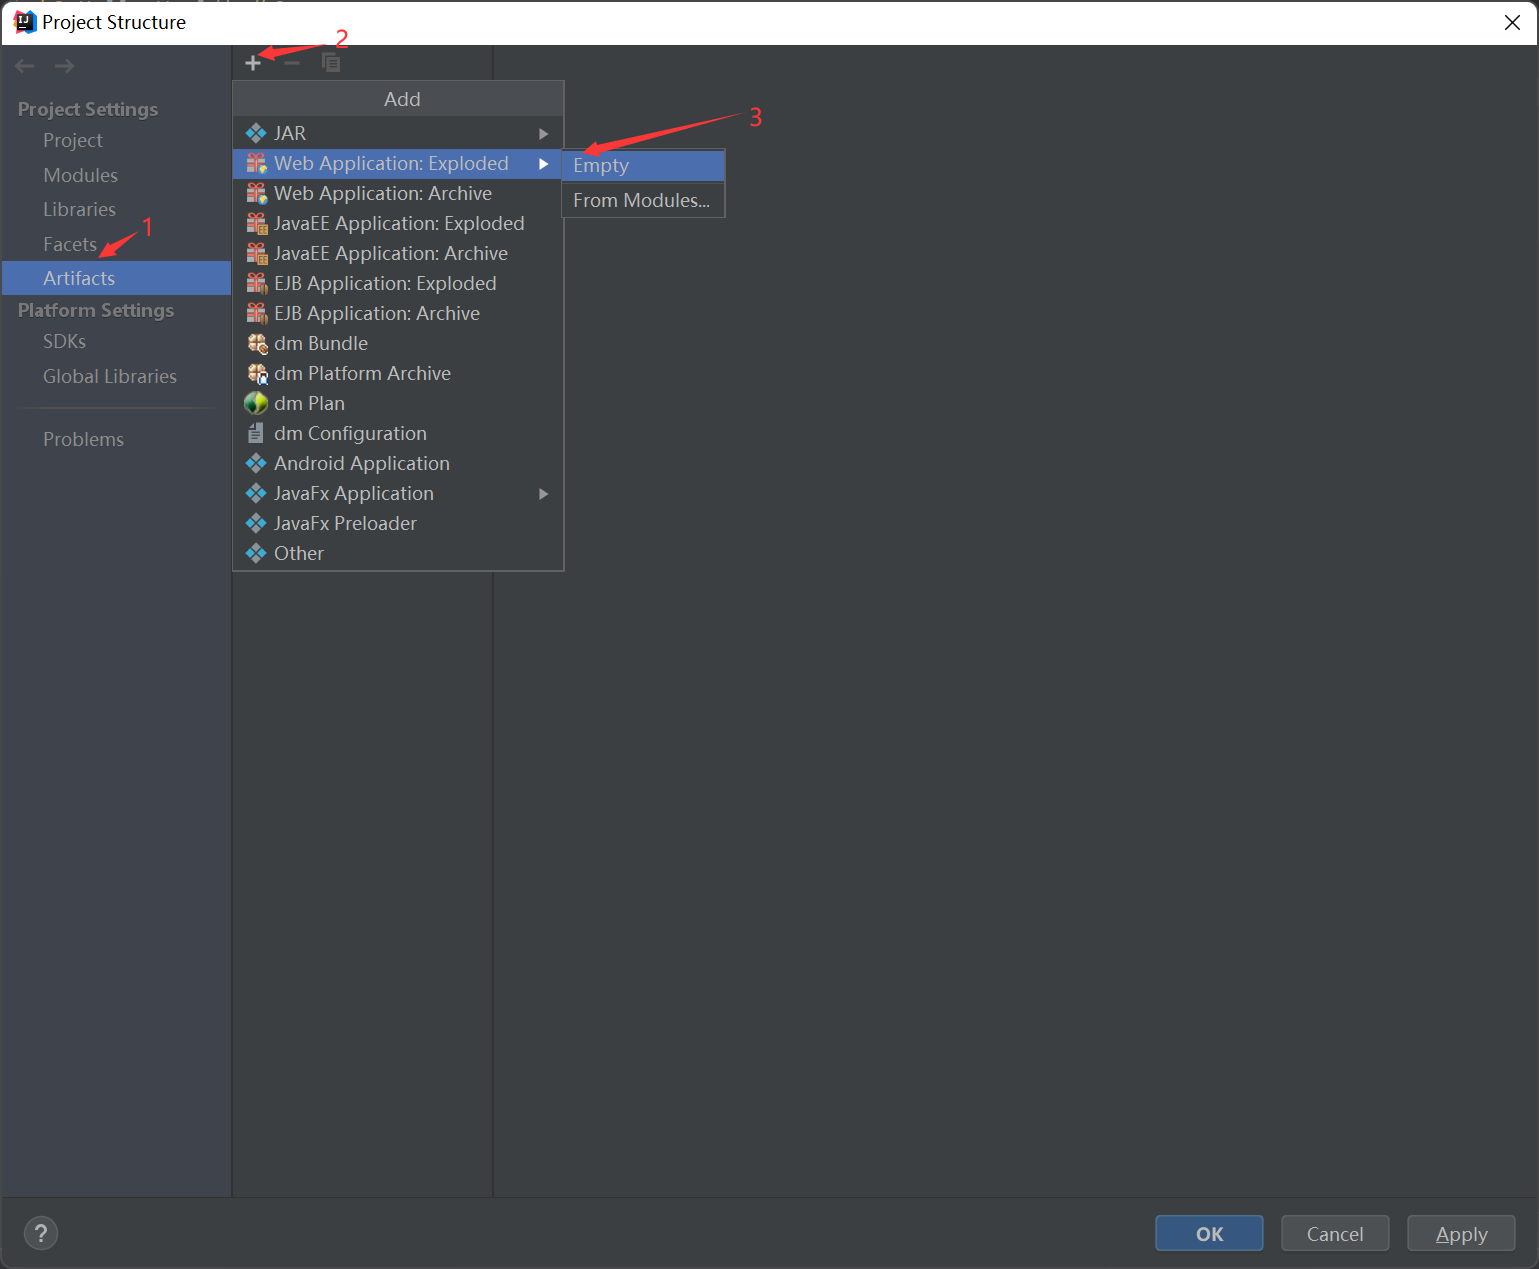 Project Structure
2
Project Settings
Project
Modules
Libraries
Facets
1
Artifacts
Platform Settings
SDKs
Global Libraries
Problems
Add
JAR
Web Application: Exploded
Web Application: Archive
JavaEE Application: Exploded
JavaEE Application: Archive
EJB Application: Exploded
EJB Application: Archive
dm Bundle
dm Platform Archive
dm Plan
dm Configuration
Android Application
JavaFx Application
JavaFx Preloader
Other
3
Empty
From Modules...
?
OK
Cancel
Apply